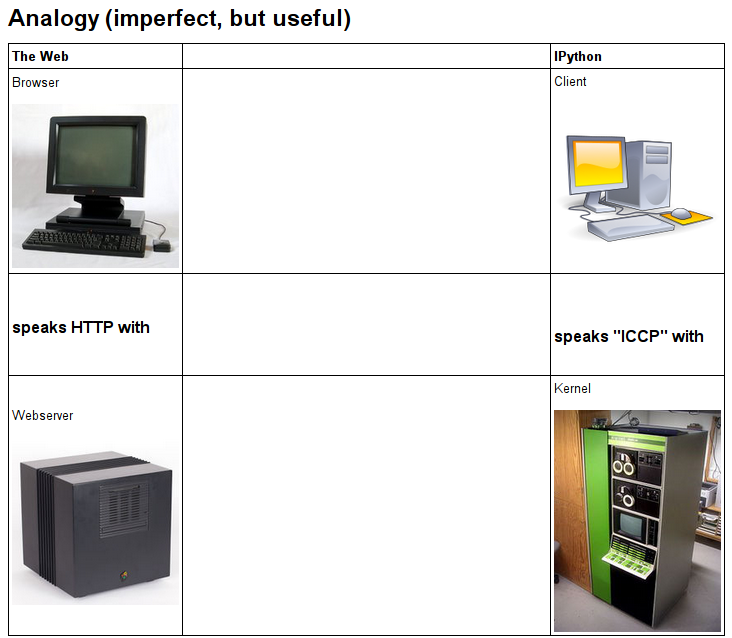 Analogy (imperfect, but useful)
The Web
IPython
Browser
Client
speaks HTTP with
speaks "ICCP" with
Webserver
Kernel